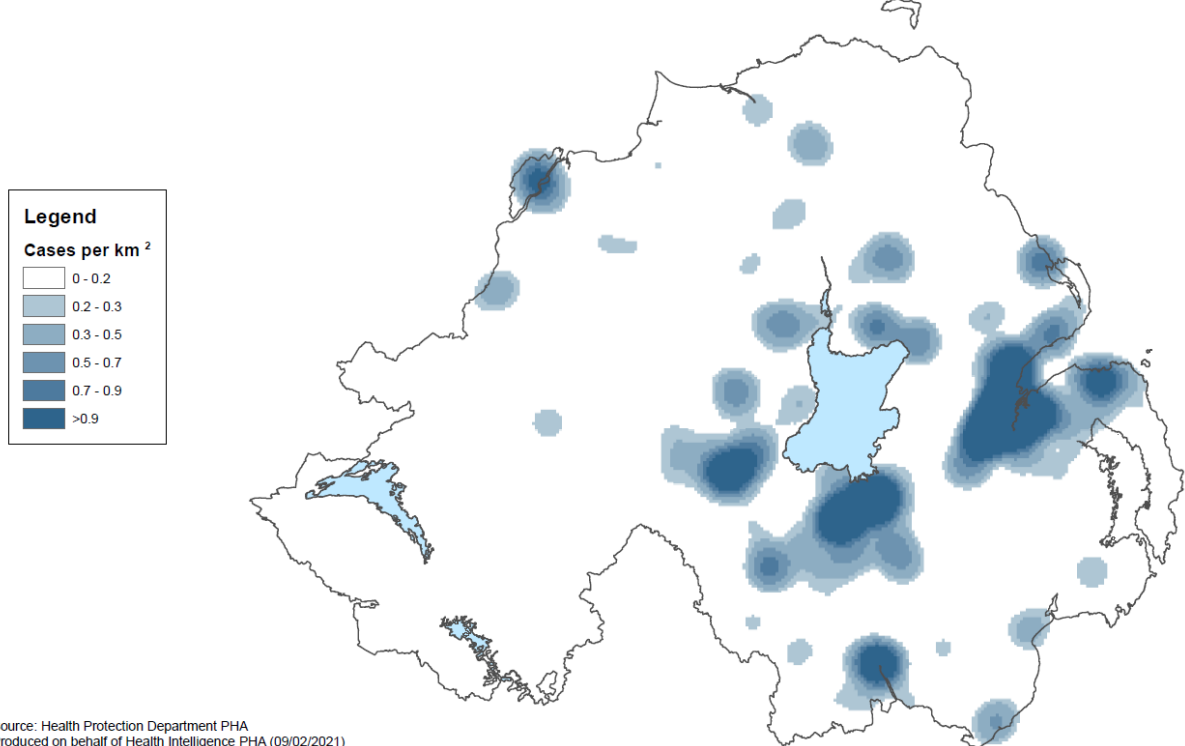 Legend
Cases per km ²
0 - 0.2
0.2 - 0.3
0.3 - 0.5
0.5 - 0.7
0.7 - 0.9
>0.9
ource: Health Protection Department PHA
roduced on behalf of Health Intelligence PHA (09/02/2021)